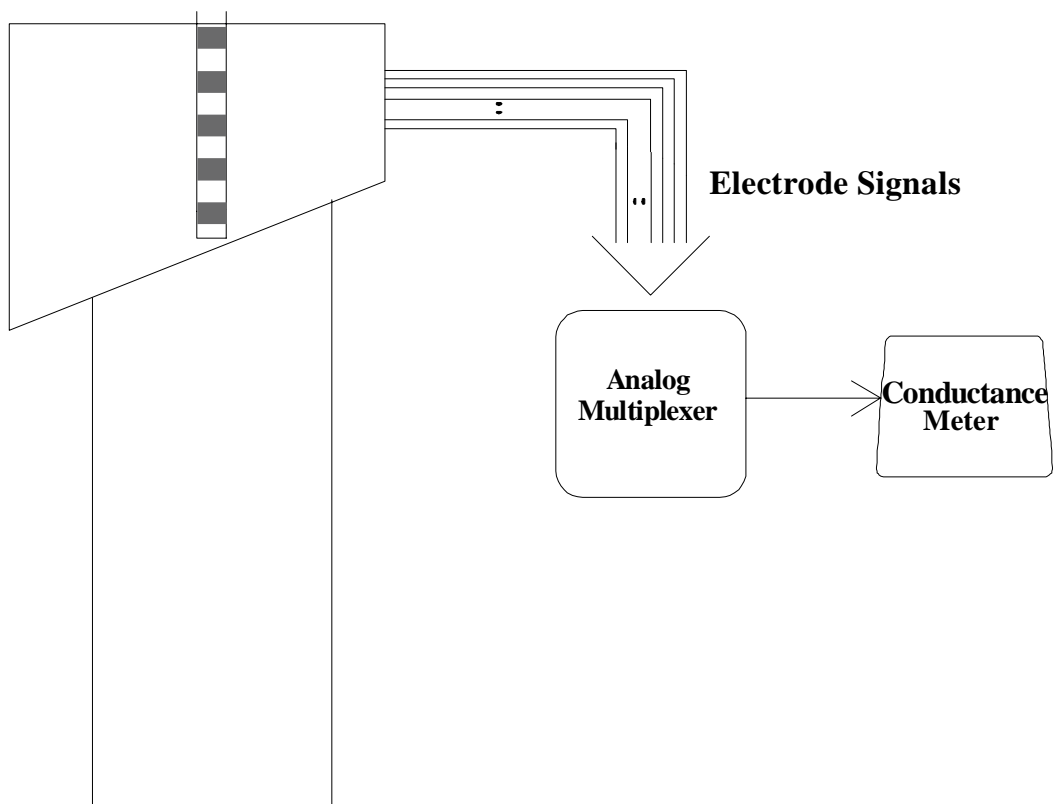 Electrode Signals
Analog
Multiplexer
Conductance
Meter